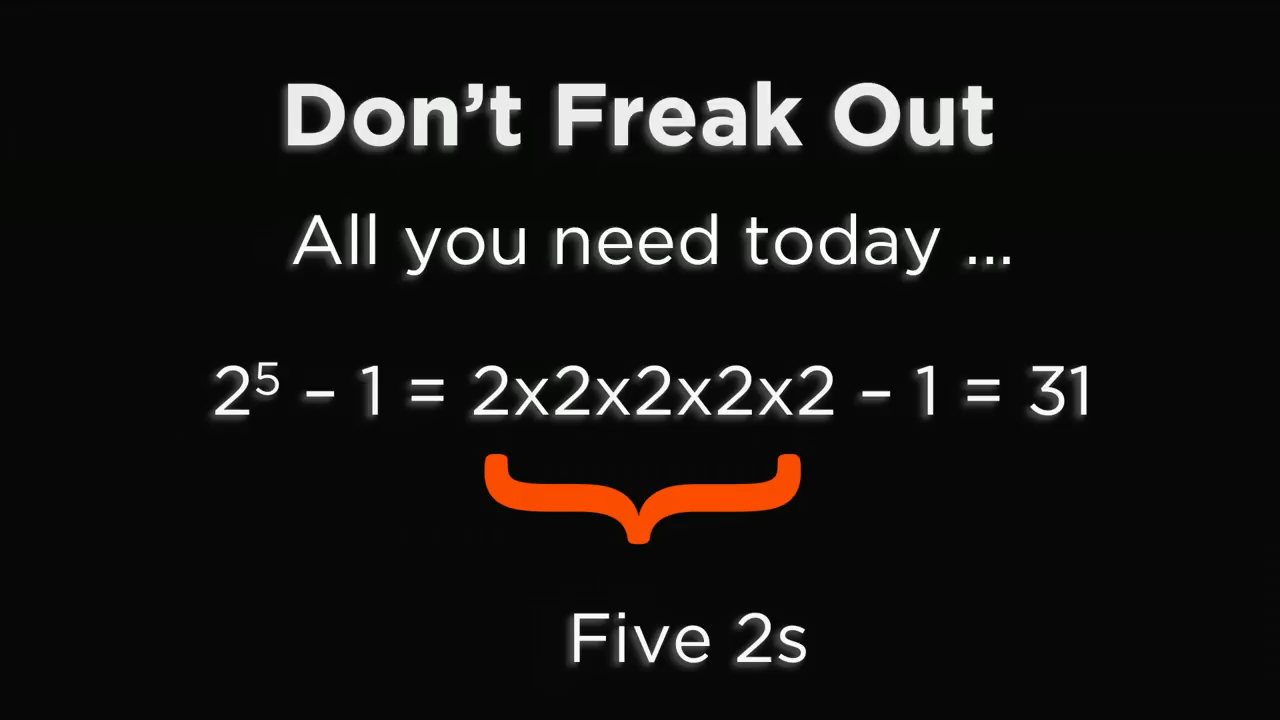 Don’t Freak Out
All you need today ...
2⁵ – 1 = 2x2x2x2x2 – 1 = 31
Five 2s